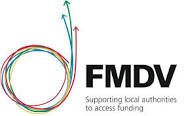 FMDV
Supporting local authorities
to access funding